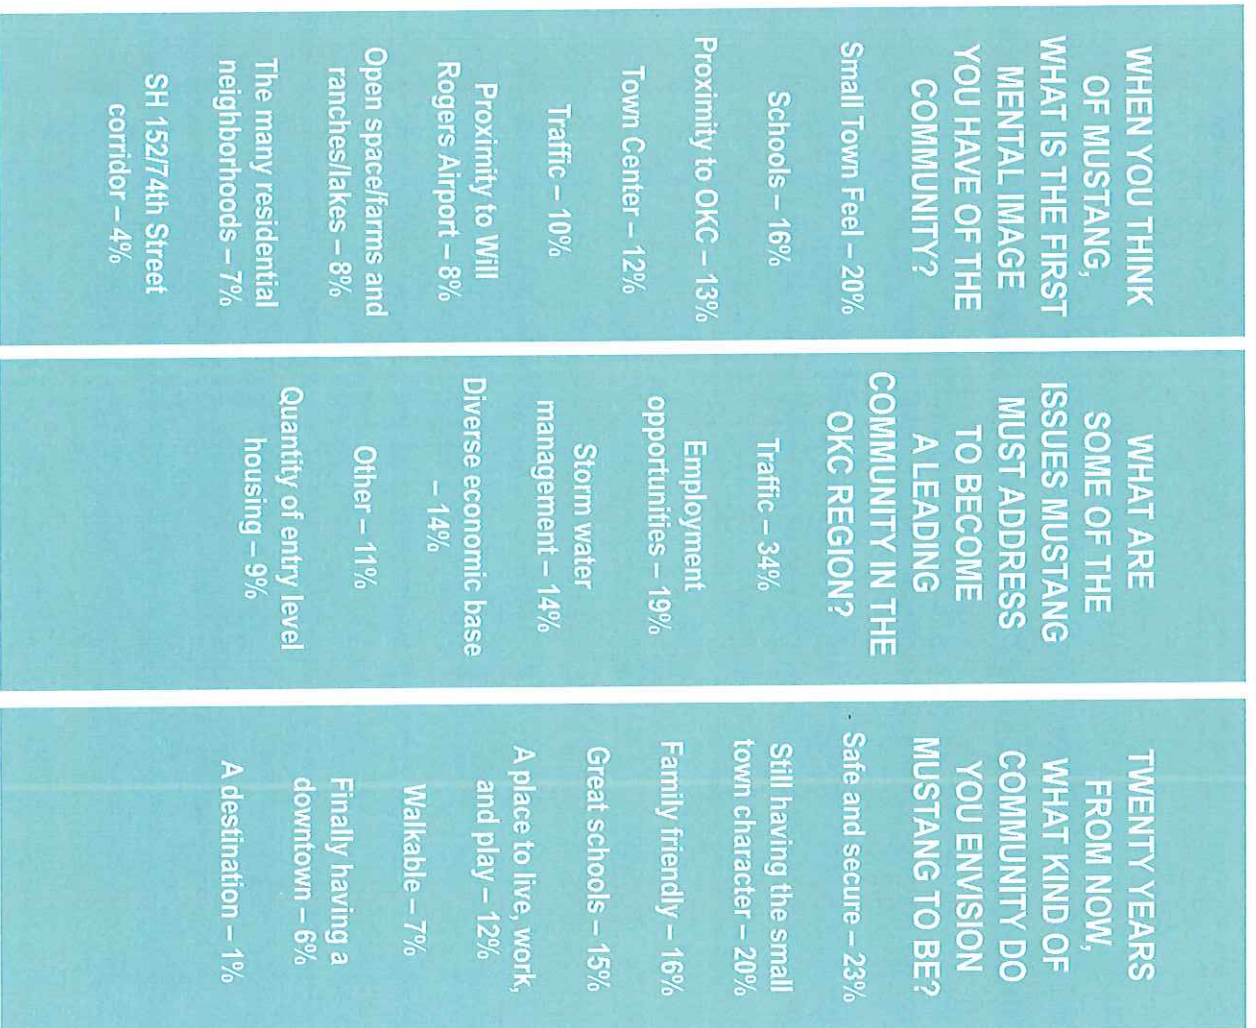 WHEN YOU THINK
OF MUSTANG,
WHAT IS THE FIRST
MENTAL IMAGE
YOU HAVE OF THE
COMMUNITY?
Small Town Feel – 20%
Schools – 16%
Proximity to OKC – 13%
Town Center – 12%
Traffic – 10%
Proximity to Will
Rogers Airport – 8%
Open space/farms and
ranches/lakes – 8%
The many residential
neighborhoods – 7%
SH 152/74th Street
corridor – 4%
WHAT ARE
SOME OF THE
ISSUES MUSTANG
MUST ADDRESS
TO BECOME
A LEADING
COMMUNITY IN THE
OKC REGION?
Traffic – 34%
Employment
opportunities – 19%
Storm water
management – 14%
Diverse economic base
– 14%
Other – 11%
Quantity of entry level
housing – 9%
TWENTY YEARS
FROM NOW,
WHAT KIND OF
COMMUNITY DO
YOU ENVISION
MUSTANG TO BE?
Safe and secure – 23%
Still having the small
town character – 20%
Family friendly – 16%
Great schools – 15%
A place to live, work,
and play – 12%
Walkable – 7%
Finally having a
downtown – 6%
A destination – 1%